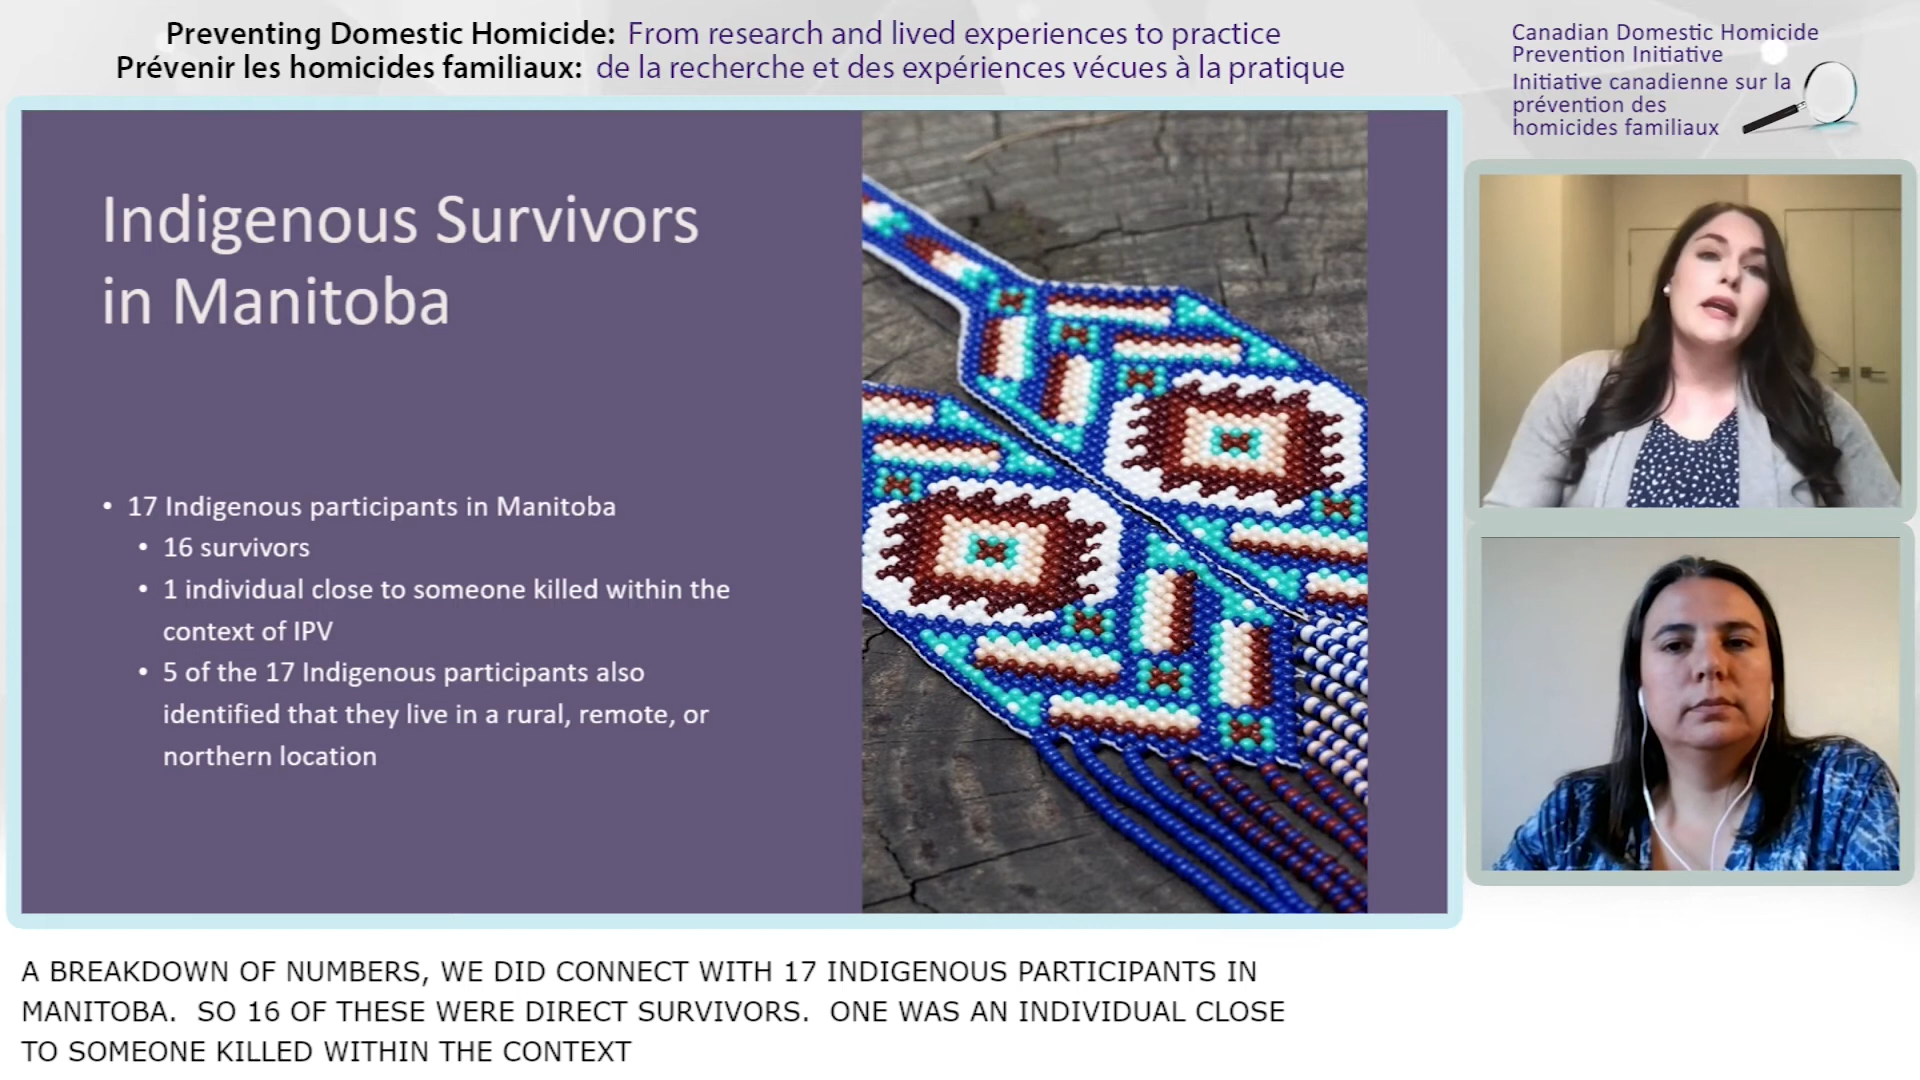 Preventing Domestic Homicide: From research and lived experiences to practice
Prévenir les homicides familiaux: de la recherche et des expériences vécues à la pratique
Canadian Domestic Homicide
Prevention Initiative
Initiative canadienne sur la
prévention des
homicides familiaux
Indigenous Survivors
in Manitoba
• 17 Indigenous participants in Manitoba
• 16 survivors
• 1 individual close to someone killed within the
context of IPV
• 5 of the 17 Indigenous participants also
identified that they live in a rural, remote, or
northern location
A BREAKDOWN OF NUMBERS, WE DID CONNECT WITH 17 INDIGENOUS PARTICIPANTS IN
MANITOBA.  SO 16 OF THESE WERE DIRECT SURVIVORS.  ONE WAS AN INDIVIDUAL CLOSE
TO SOMEONE KILLED WITHIN THE CONTEXT